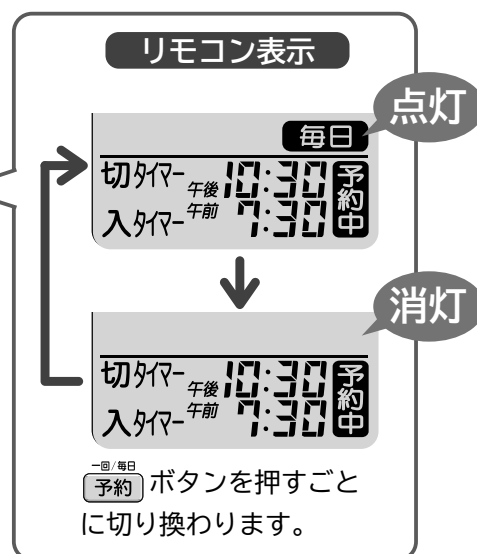 リモコン表示
点灯
毎日
切タイマー 午後 10:30 予約中
入タイマー 午前 7:30
消灯
切タイマー 午後 10:30 予約中
入タイマー 午前 7:30
一回/毎日
予約 ボタンを押すごと
に切り換わります。